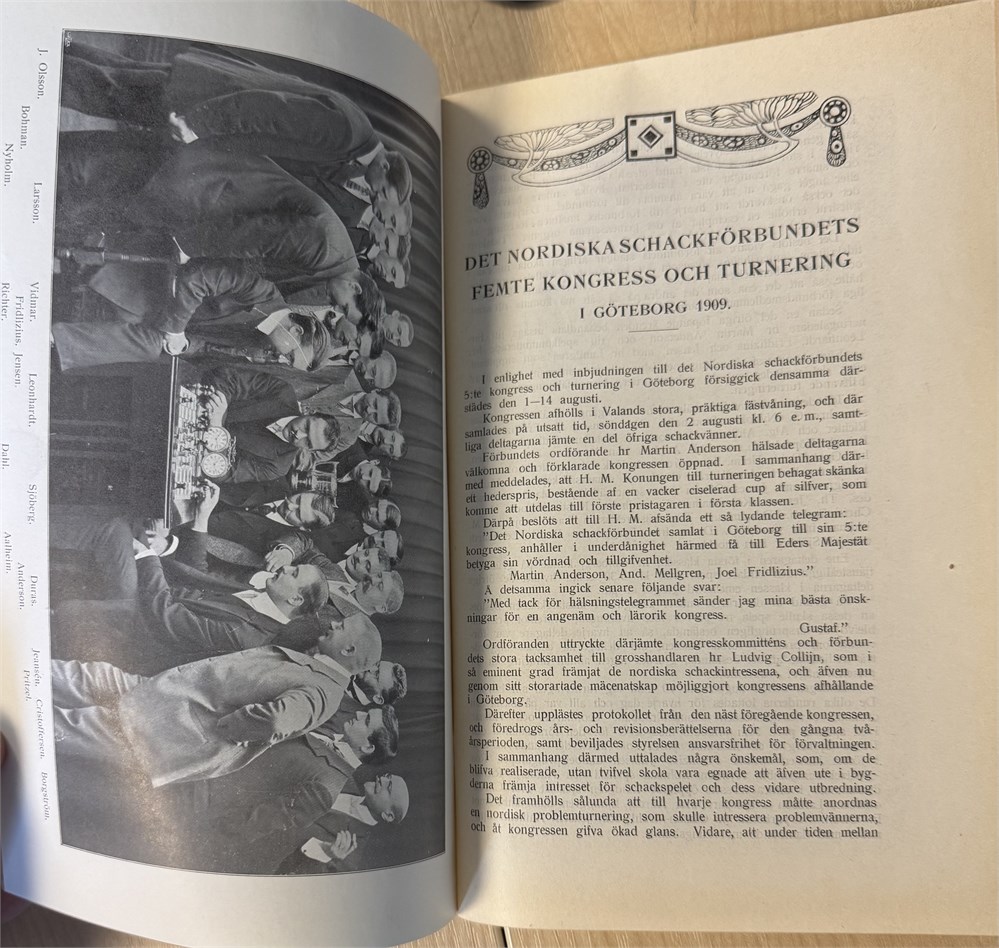 J. Olsson. Bohman. Larsson. Vidmar. Leonhardt. Sjöberg. Duras. Jeansén. Cristoffersen. Borgström.
Nyholm. Fridlizius. Jensen. Anderson. Pritzel.
Richter. Dahl. Aalheim.
DET NORDISKA SCHACKFÖRBUNDETS
FEMTE KONGRESS OCH TURNERING
I GÖTEBORG 1909.
I enlighet med inbjudningen till det Nordiska schackförbundets
5:te kongress och turnering i Göteborg försiggick densamma där-
städes den 1—14 augusti.
Kongressen afhölls i Valands stora, präktiga fästvåning, och där
samlades på utsatt tid, söndagen den 2 augusti kl. 6 e. m., samt-
liga deltagarna jämte en del öfriga schackvänner.
Förbundets ordförande hr Martin Anderson hälsade deltagarna
välkomna och förklarade kongressen öppnad. I sammanhang där-
med meddelades, att H. M. Konungen till turneringen behagat skänka
ett hederspris, bestående af en vacker ciselerad cup af silfver, som
komme att utdelas till förste pristagaren i första klassen.
Därpå beslöts att till H. M. afsända ett så lydande telegram:
"Det Nordiska schackförbundet samlat i Göteborg till sin 5:te
kongress, anhåller i underdånighet härmed få till Eders Majestät
betyga sin vördnad och tillgifvenhet.
Martin Anderson, And. Mellgren, Joel Fridlizius."
Å detsamma ingick senare följande svar:
"Med tack för hälsningstelegrammet sänder jag mina bästa önsk-
ningar för en angenäm och lärorik kongress.
Gustaf."
Ordföranden uttryckte därjämte kongresskommitténs och förbun-
dets stora tacksamhet till grosshandlaren hr Ludvig Collijn, som i
så eminent grad främjat de nordiska schackintressena, och äfven nu
genom sitt storartade mäcenatskap möjliggjort kongressens afhållande
i Göteborg.
Därefter upplästes protokollet från den näst föregående kongressen,
och föredrogs års- och revisionsberättelserna för den gångna två-
årsperioden, samt beviljades styrelsen ansvarsfrihet för förvaltningen.
I sammanhang därmed uttalades några önskemål, som, om de
blifva realiserade, utan tvifvel skola vara egnade att äfven ute i byg-
derna främja intresset för schackspelet och dess vidare utbredning.
Det framhölls sålunda att till hvarje kongress måtte anordnas
en nordisk problemturnering, som skulle intressera problemvännerna,
och åt kongressen gifva ökad glans. Vidare, att under tiden mellan